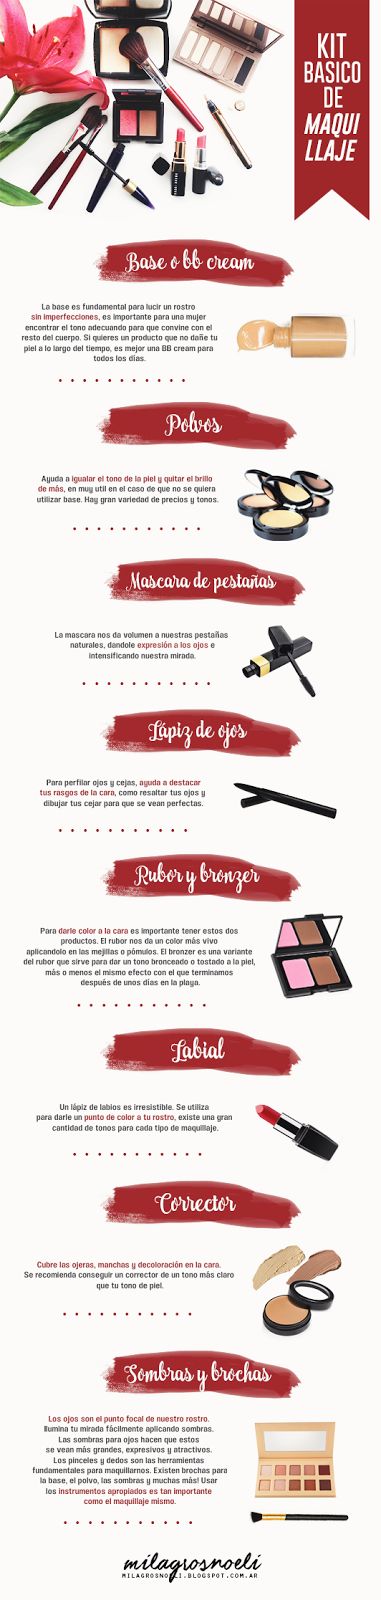 KIT
BASICO
DE
MAQUI
LLAJE
Base o bb cream
La base es fundamental para lucir un rostro
sin imperfecciones, es importante para una mujer
encontrar el tono adecuando para que convine con el
resto del cuerpo. Si quieres un producto que no dañe tu
piel a lo largo del tiempo, es mejor una BB cream para
todos los días.
Polvos
Ayuda a igualar el tono de la piel y quitar el brillo
de más, en muy util en el caso de que no se quiera
utilizar base. Hay gran variedad de precios y tonos.
Mascara de pestañas
La mascara nos da volumen a nuestras pestañas
naturales, dandole expresión a los ojos e
intensificando nuestra mirada.
Lápiz de ojos
Para perfilar ojos y cejas, ayuda a destacar
tus rasgos de la cara, como resaltar tus ojos y
dibujar tus cejar para que se vean perfectas.
Rubor y bronzer
Para darle color a la cara es importante tener estos dos
productos. El rubor nos da un color más vivo
aplicandolo en las mejillas o pómulos. El bronzer es una variante
del rubor que sirve para dar un tono bronceado o tostado a la piel,
más o menos el mismo efecto con el que terminamos
después de unos días en la playa.
Labial
Un lápiz de labios es irresistible. Se utiliza
para darle un punto de color a tu rostro, existe una gran
cantidad de tonos para cada tipo de maquillaje.
Corrector
Cubre las ojeras, manchas y decoloración en la cara.
Se recomienda conseguir un corrector de un tono más claro
que tu tono de piel.
Sombras y brochas
Los ojos son el punto focal de nuestro rostro.
Ilumina tu mirada fácilmente aplicando sombras.
Las sombras para ojos hacen que estos
se vean más grandes, expresivos y atractivos.
Los pinceles y dedos son las herramientas
fundamentales para maquillarnos. Existen brochas para
la base, el polvo, las sombras y muchas más! Usar
los instrumentos apropiados es tan importante
como el maquillaje mismo.
milagrosnoeli
MILAGROSNOELI.BLOGSPOT.COM.AR